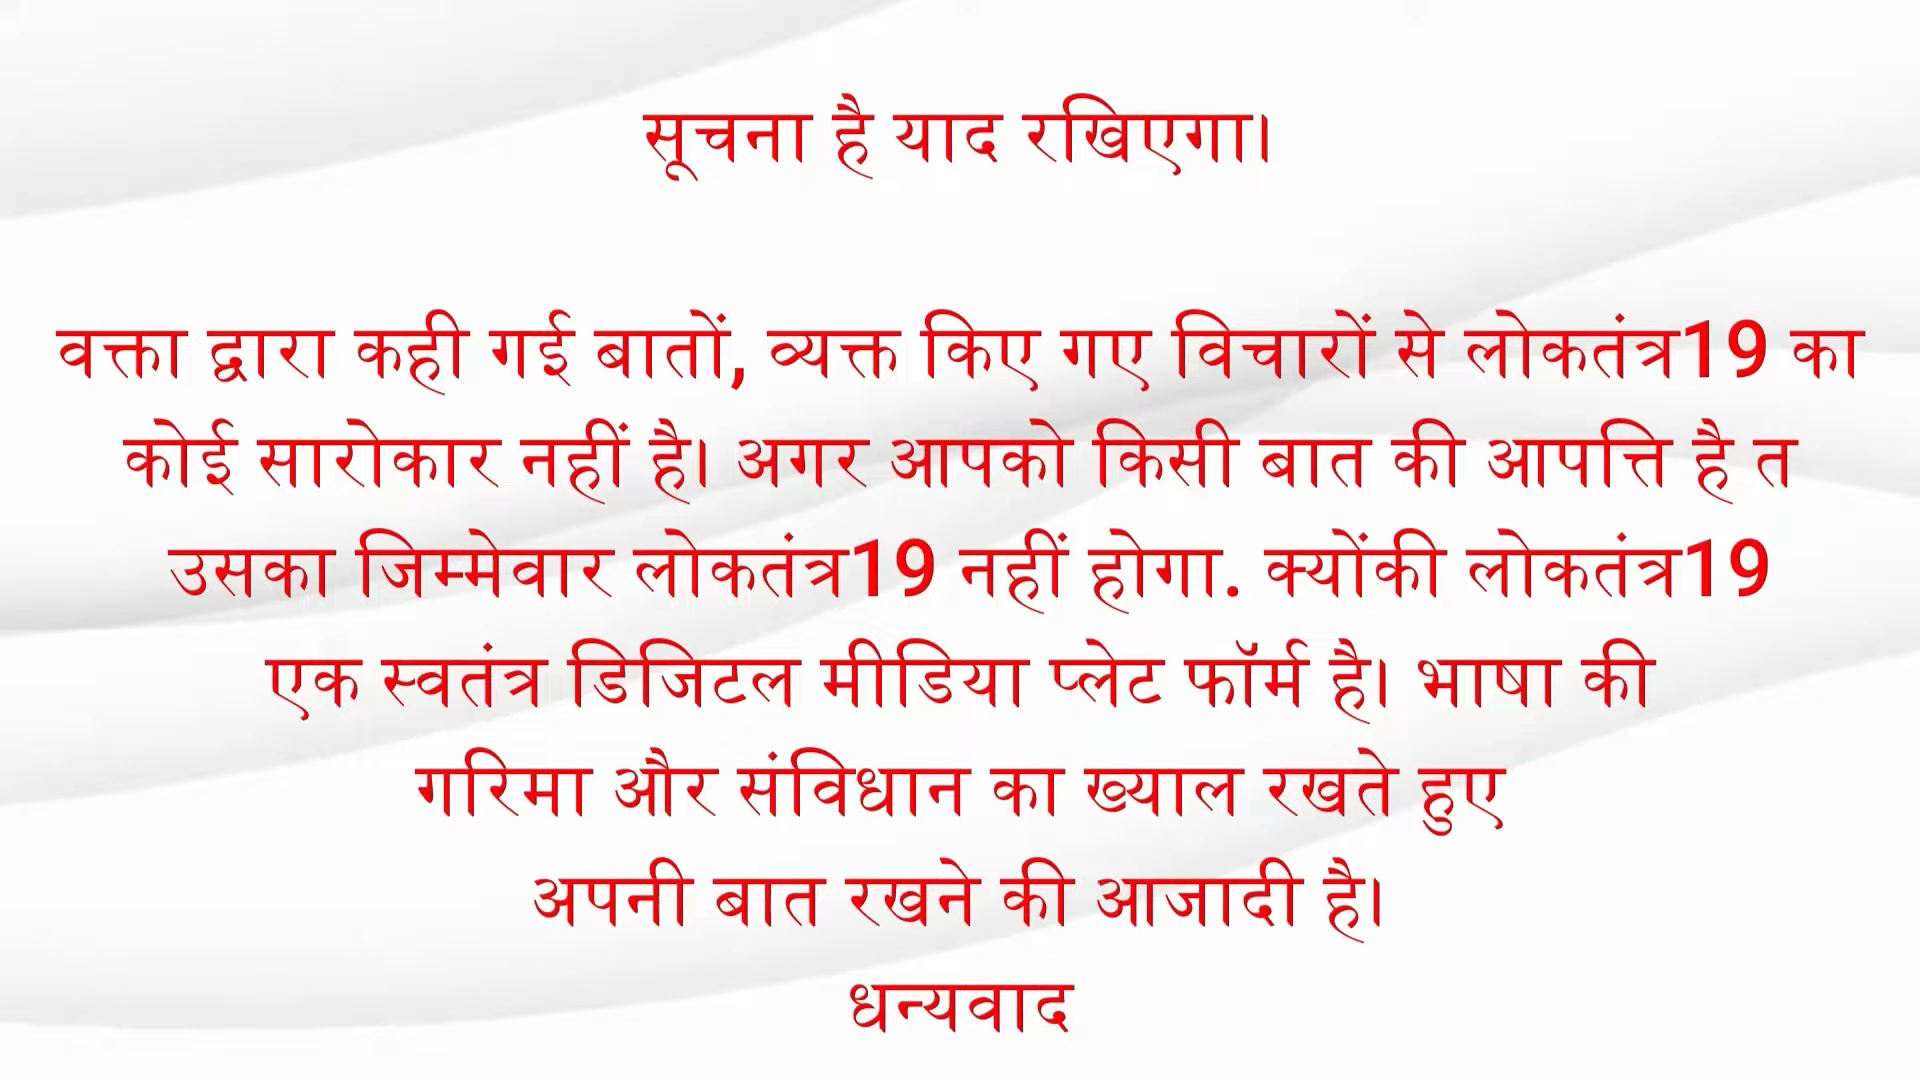 सूचना है याद रखिएगा।
वक्ता द्वारा कही गई बातों, व्यक्त किए गए विचारों से लोकतंत्र19 का
कोई सारोकार नहीं है। अगर आपको किसी बात की आपत्ति है त
उसका जिम्मेवार लोकतंत्र19 नहीं होगा. क्योंकी लोकतंत्र19
एक स्वतंत्र डिजिटल मीडिया प्लेट फॉर्म है। भाषा की
गरिमा और संविधान का ख्याल रखते हुए
अपनी बात रखने की आजादी है।
धन्यवाद